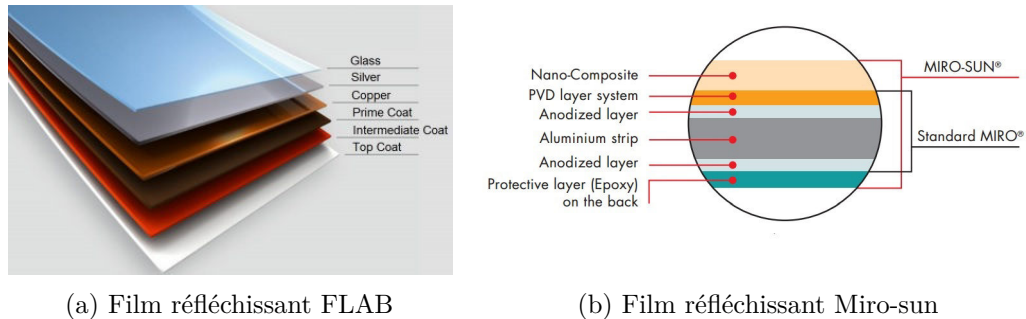 Glass
Silver
Copper
Prime Coat
Intermediate Coat
Top Coat
Nano-Composite
PVD layer system
Anodized layer
Aluminium strip
Anodized layer
Protective layer (Epoxy)
on the back
MIRO-SUN®
Standard MIRO®
(a) Film réfléchissant FLAB
(b) Film réfléchissant Miro-sun